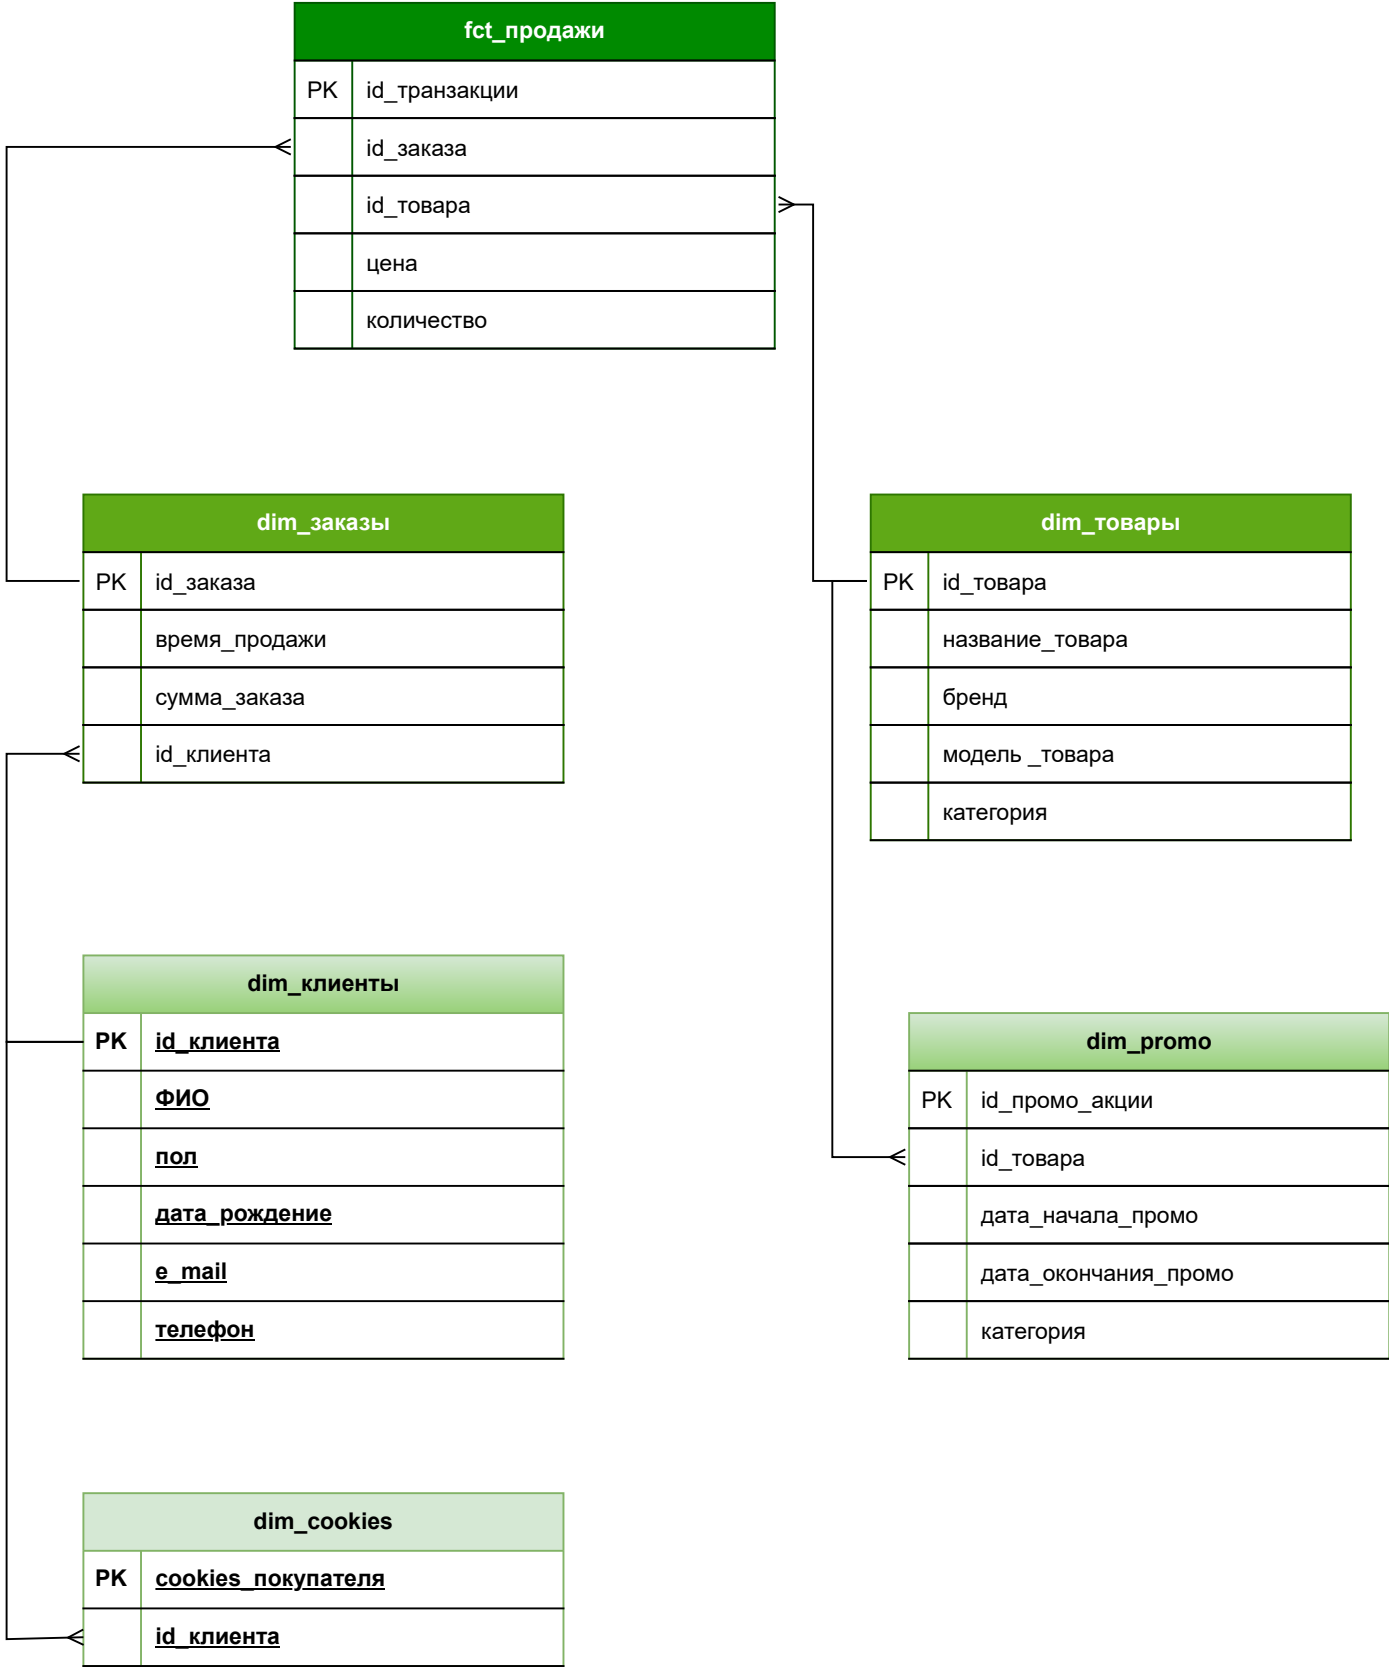 fct_продажи
PK id_транзакции
id_заказа
id_товара
цена
количество
dim_заказы
PK id_заказа
время_продажи
сумма_заказа
id_клиента
dim_товары
PK id_товара
название_товара
бренд
модель _товара
категория
dim_клиенты
PK id_клиента
ФИО
пол
дата_рождение
e_mail
телефон
dim_promo
PK id_промо_акции
id_товара
дата_начала_промо
дата_окончания_промо
категория
dim_cookies
PK cookies_покупателя
id_клиента